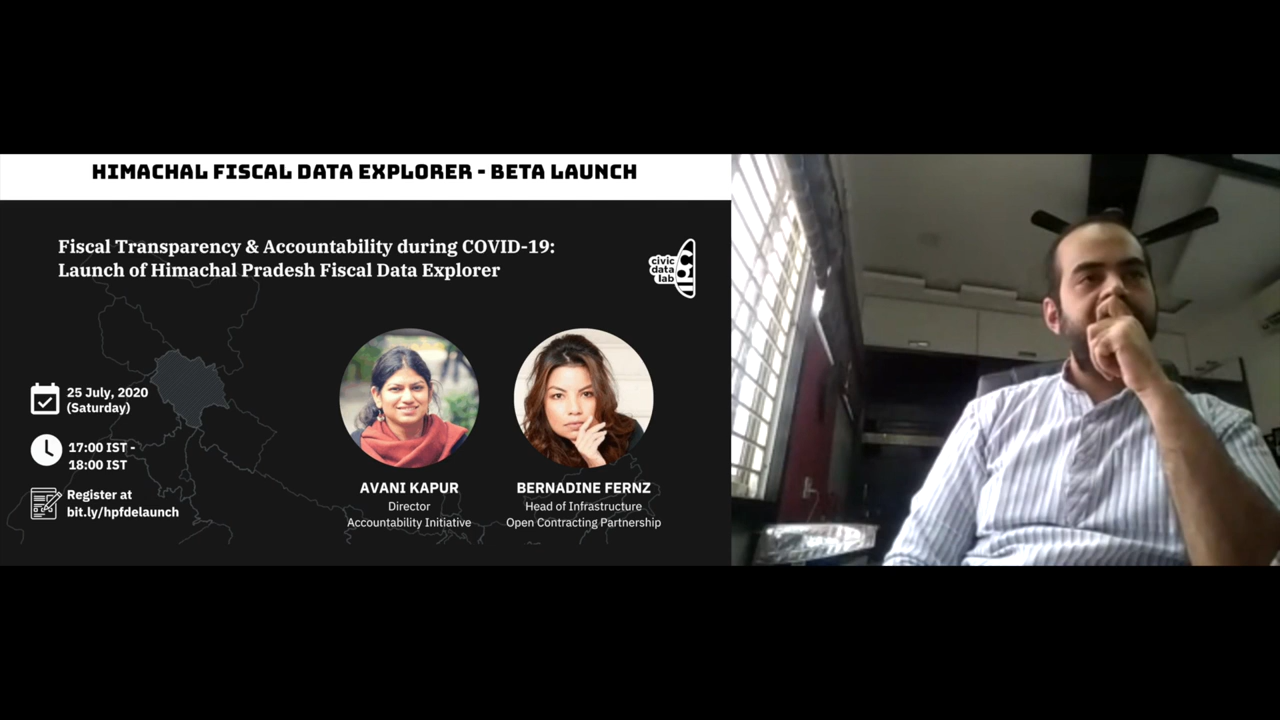 HIMACHAL FISCAL DATA EXPLORER - BETA LAUNCH
Fiscal Transparency & Accountability during COVID-19:
Launch of Himachal Pradesh Fiscal Data Explorer
civic
data
lab
25 July, 2020
(Saturday)
17:00 IST -
18:00 IST
Register at
bit.ly/hpfdelaunch
AVANI KAPUR
Director
Accountability Initiative
BERNADINE FERNZ
Head of Infrastructure
Open Contracting Partnership